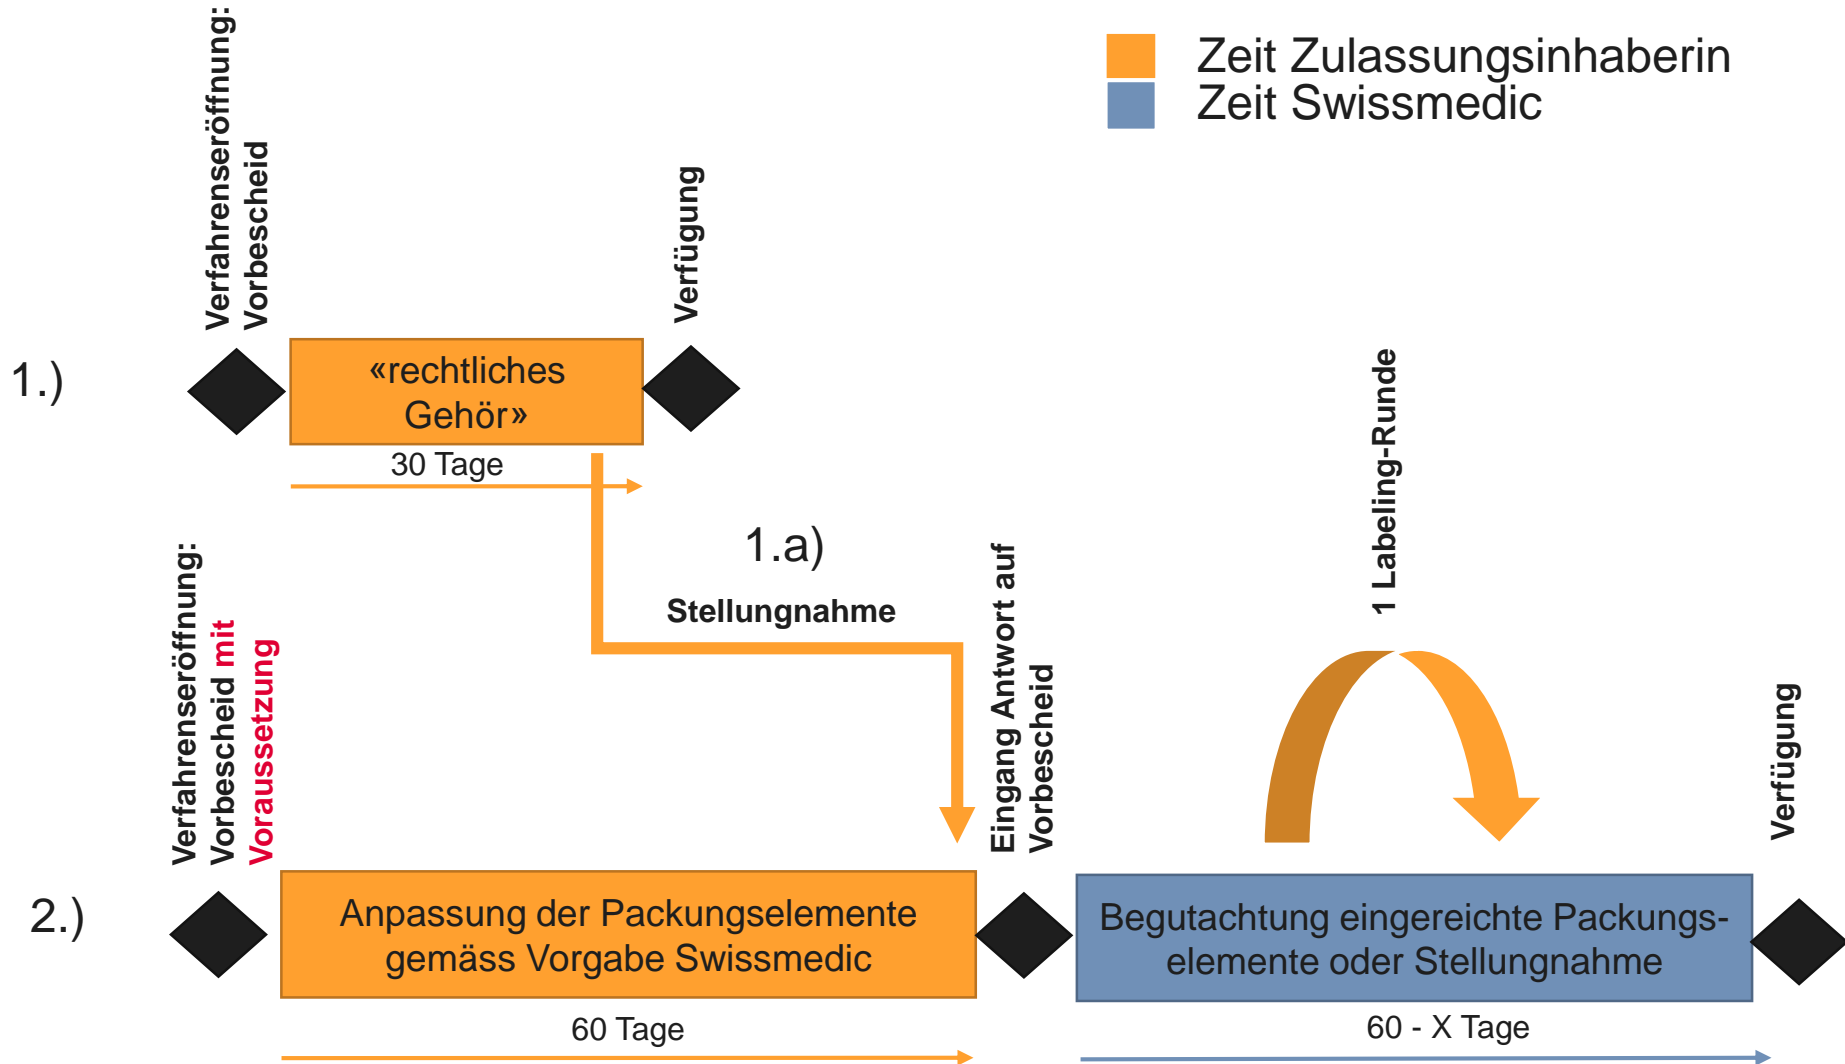 Zeit Zulassungsinhaberin
Zeit Swissmedic
Verfahrenseröffnung:
Vorbescheid
Verfügung
1.)
«rechtliches
Gehör»
30 Tage
1.a)
Stellungnahme
1 Labeling-Runde
Verfahrenseröffnung:
Vorbescheid mit
Voraussetzung
Eingang Antwort auf
Vorbescheid
Verfügung
2.)
Anpassung der Packungselemente
gemäss Vorgabe Swissmedic
Begutachtung eingereichte Packungs-
elemente oder Stellungnahme
60 Tage
60 - X Tage